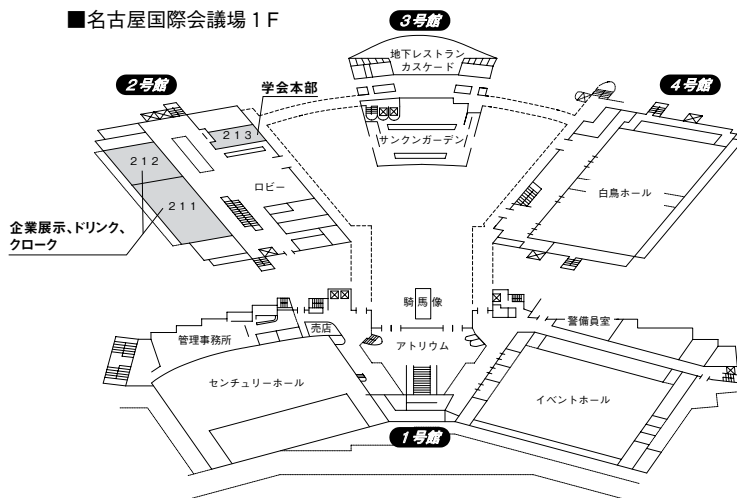 ■名古屋国際会議場１F
3号館
地下レストラン
カスケード
2号館
学会本部
4号館
213
サンクンガーデン
212
ロビー
白鳥ホール
211
企業展示、ドリンク、
クローク
騎馬像
警備員室
売店
管理事務所
アトリウム
センチュリーホール
イベントホール
1号館